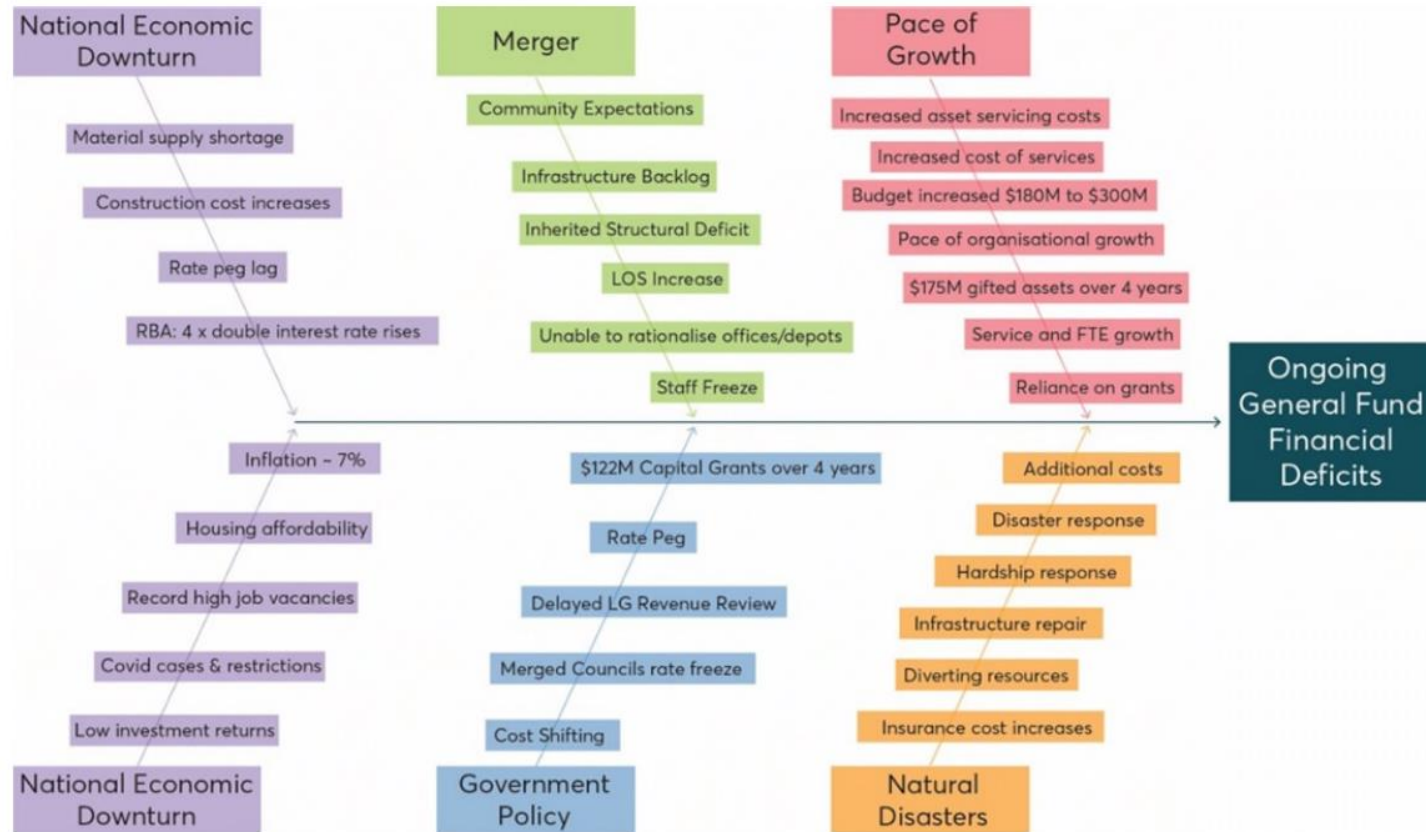 National Economic
Downturn
Material supply shortage
Construction cost increases
Rate peg lag
RBA: 4 x double interest rate rises
Merger
Community Expectations
Infrastructure Backlog
Inherited Structural Deficit
LOS Increase
Unable to rationalise offices/depots
Staff Freeze
Pace of
Growth
Increased asset servicing costs
Increased cost of services
Budget increased $180M to $300M
Pace of organisational growth
$175M gifted assets over 4 years
Service and FTE growth
Reliance on grants
Ongoing
General Fund
Financial
Deficits
Inflation – 7%
Housing affordability
Record high job vacancies
Covid cases & restrictions
Low investment returns
National Economic
Downturn
$122M Capital Grants over 4 years
Rate Peg
Delayed LG Revenue Review
Merged Councils rate freeze
Cost Shifting
Government
Policy
Additional costs
Disaster response
Hardship response
Infrastructure repair
Diverting resources
Insurance cost increases
Natural
Disasters